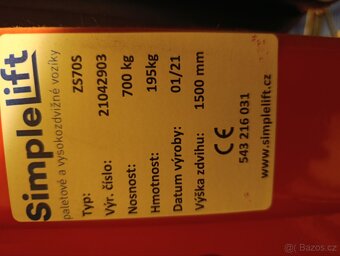 SimpleLift
paletové a vysokozdvižné vozíky
Typ: ZS70S
Výr. číslo: 21042903
Nosnost: 700 kg
Hmotnost: 195kg
Datum výroby: 01/21
Výška zdvihu: 1500 mm
CE
543 216 031
www.simplelift.cz
Bazos.cz